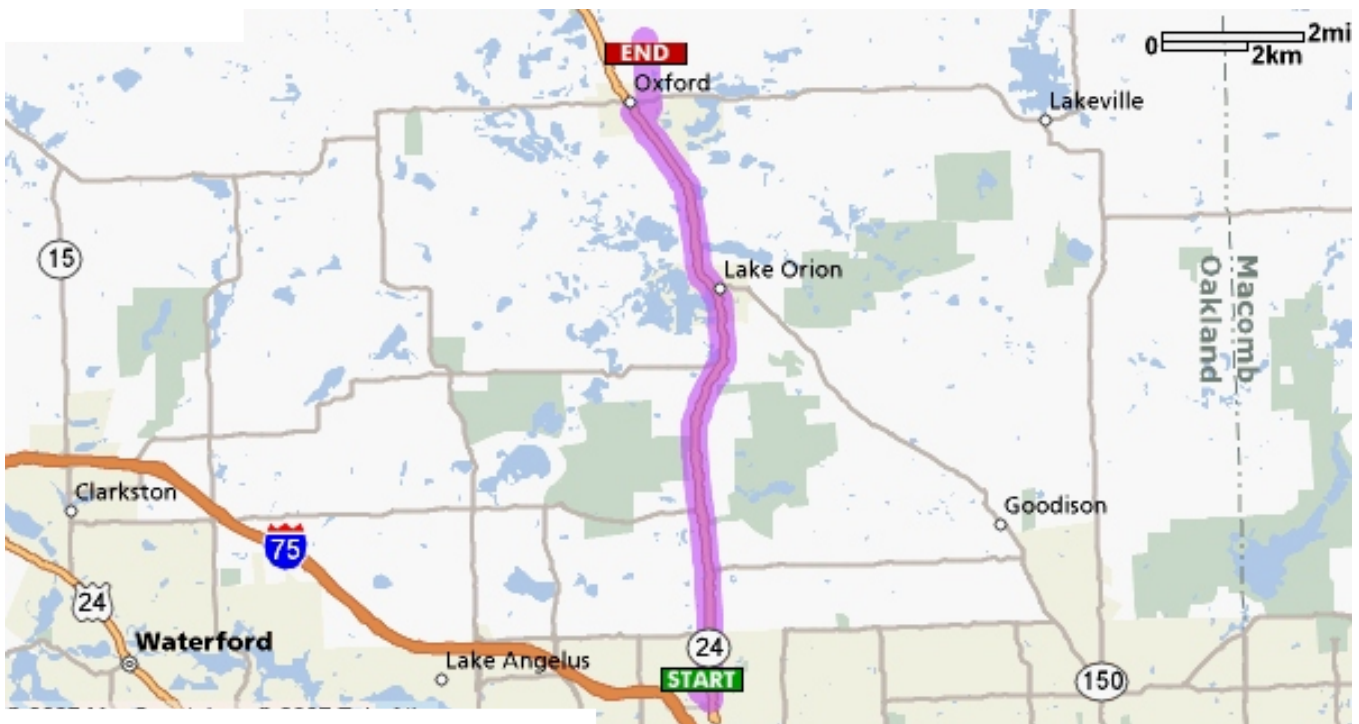 END
0
2mi
2km
Oxford
Lakeville
15
Lake Orion
Macomb
Oakland
Clarkston
Goodison
75
24
Waterford
24
Lake Angelus
START
150